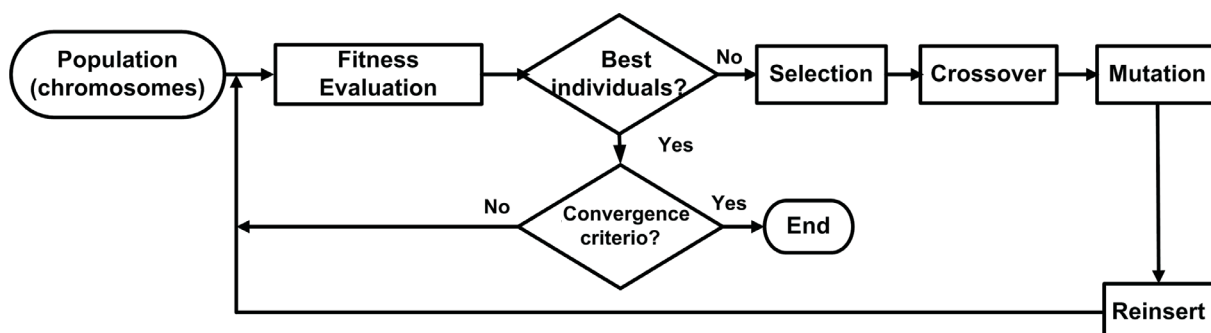 Population
(chromosomes)
Fitness
Evaluation
Best
individuals?
No
Selection
Crossover
Mutation
Yes
No
Convergence
criterio?
Yes
End
Reinsert